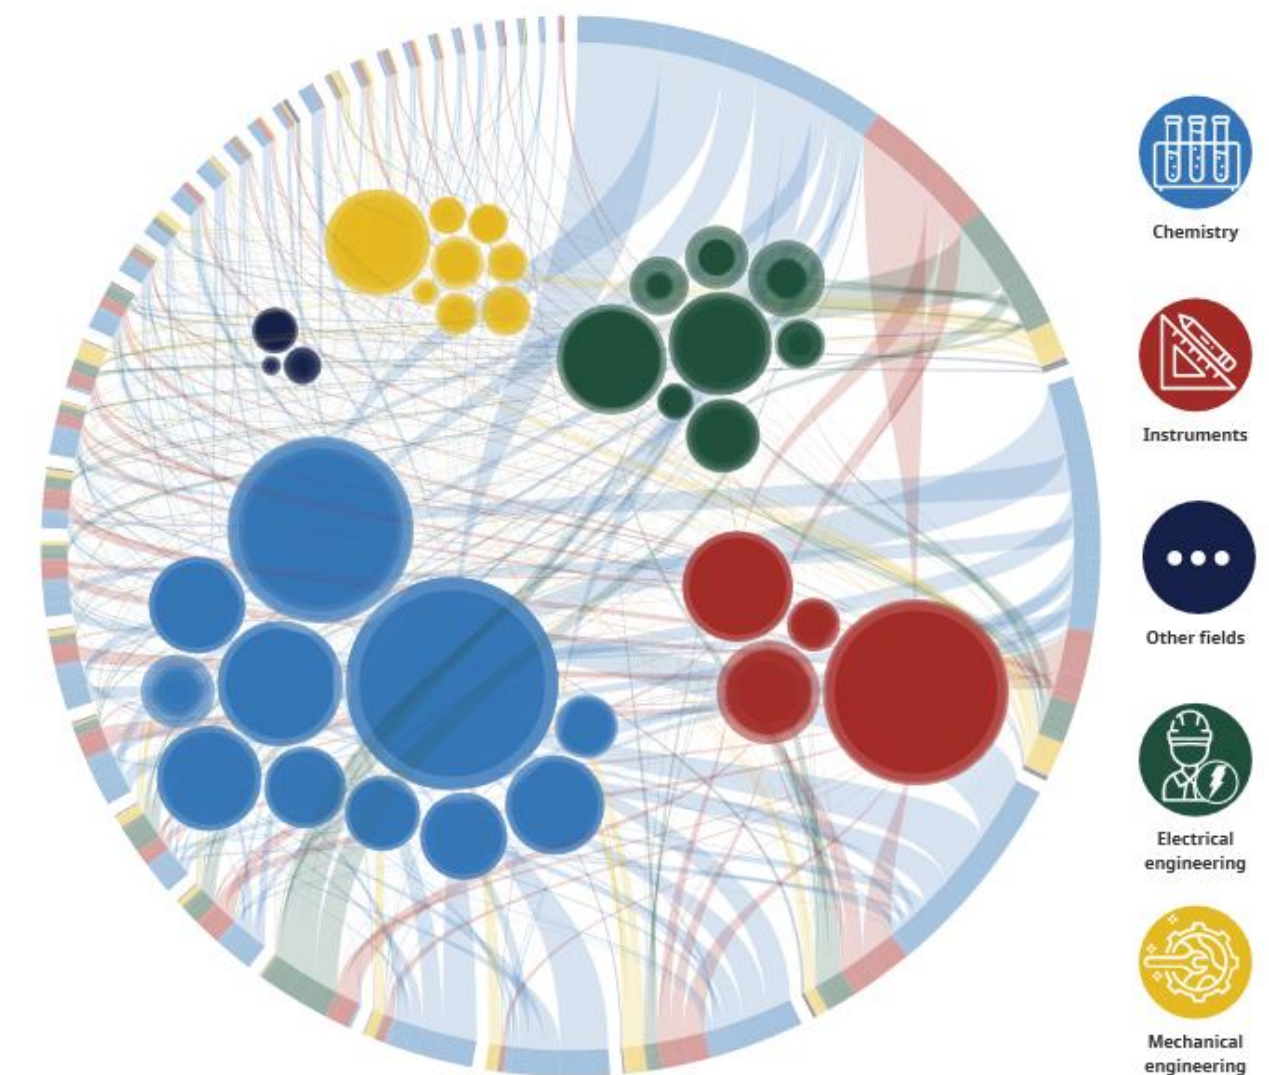 Chemistry
Instruments
Other fields
Electrical
engineering
Mechanical
engineering